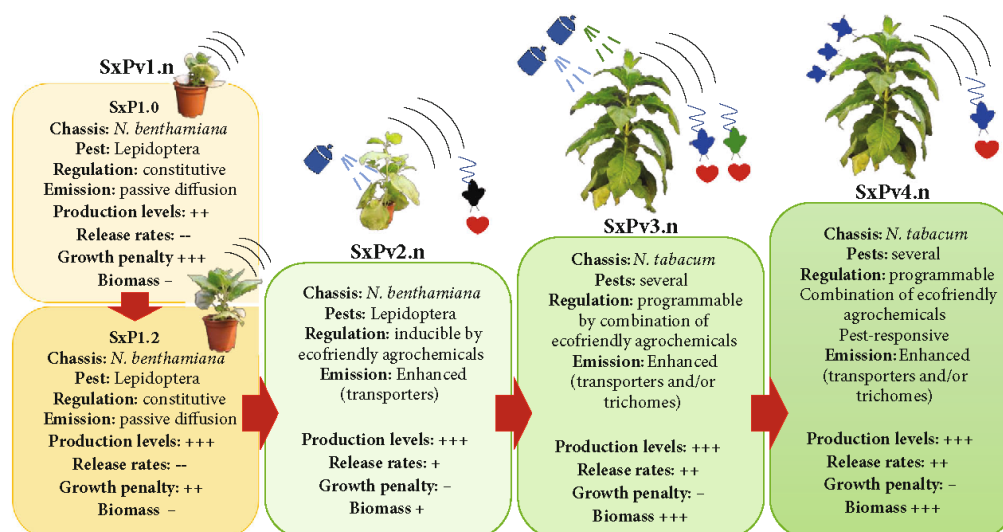 SxPv1.n
SxP1.0
Chassis: N. benthamiana
Pest: Lepidoptera
Regulation: constitutive
Emission: passive diffusion
Production levels: ++
Release rates: --
Growth penalty +++
Biomass –
SxP1.2
Chassis: N. benthamiana
Pest: Lepidoptera
Regulation: constitutive
Emission: passive diffusion
Production levels: +++
Release rates: --
Growth penalty: ++
Biomass –
SxPv2.n
Chassis: N. benthamiana
Pests: Lepidoptera
Regulation: inducible by
ecofriendly agrochemicals
Emission: Enhanced
(transporters)
Production levels: +++
Release rates: +
Growth penalty: –
Biomass +
SxPv3.n
Chassis: N. tabacum
Pests: several
Regulation: programmable
by combination of
ecofriendly agrochemicals
Emission: Enhanced
(transporters and/or
trichomes)
Production levels: +++
Release rates: ++
Growth penalty: –
Biomass +++
SxPv4.n
Chassis: N. tabacum
Pests: several
Regulation: programmable
Combination of ecofriendly
agrochemicals
Pest-responsive
Emission: Enhanced
(transporters and/or
trichomes)
Production levels: +++
Release rates: ++
Growth penalty: –
Biomass +++